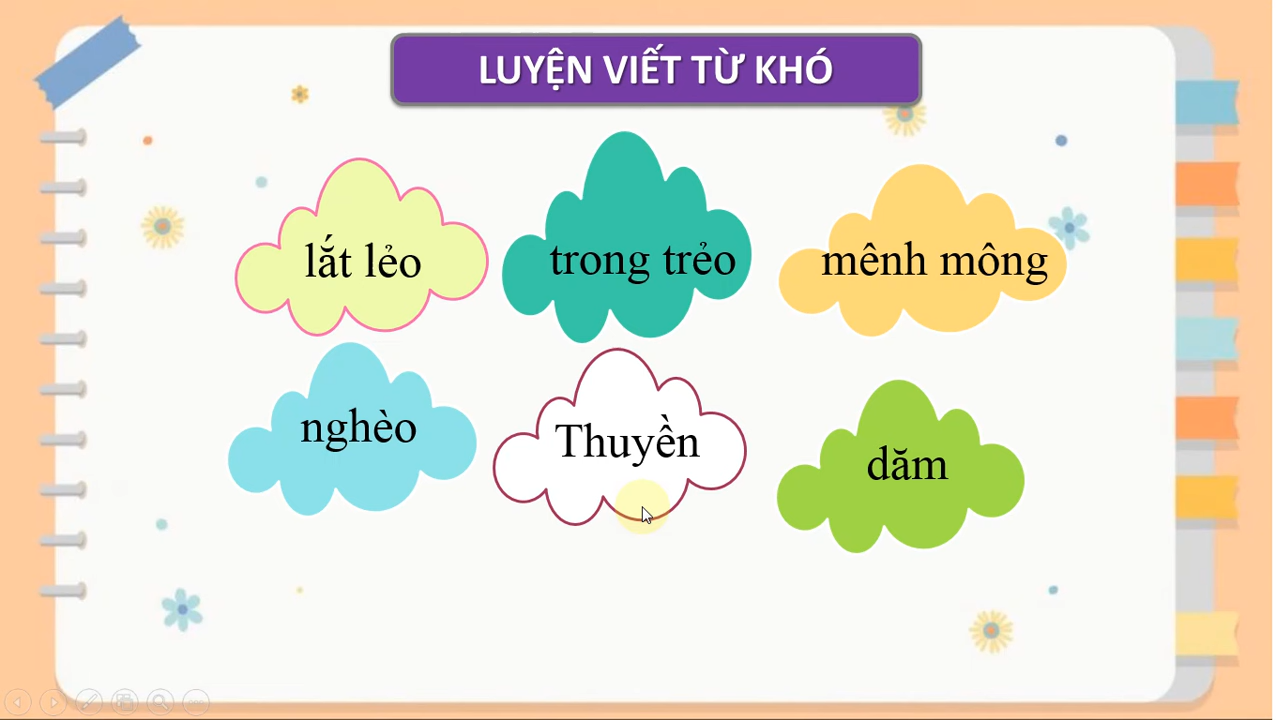 LUYỆN VIẾT TỪ KHÓ
lắt lẻo
trong trẻo
mênh mông
nghèo
Thuyền
dăm